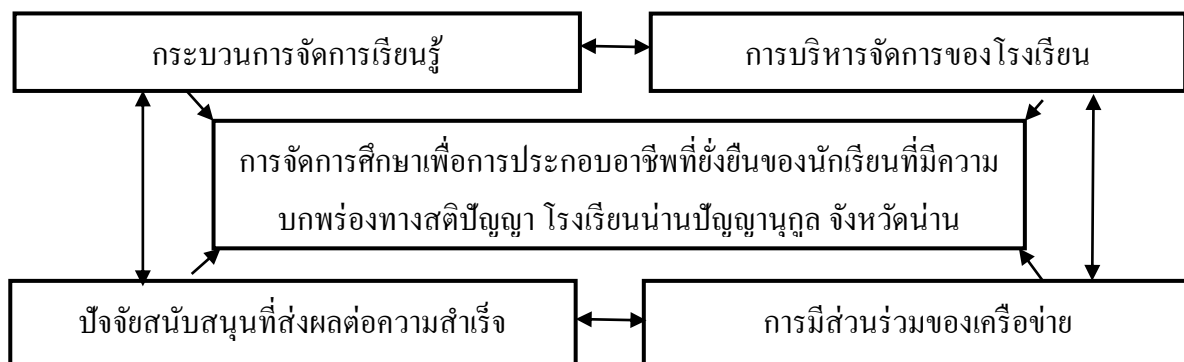 กระบวนการจัดการเรียนรู้
การบริหารจัดการของโรงเรียน
การจัดการศึกษาเพื่อการประกอบอาชีพที่ยั่งยืนของนักเรียนที่มีความ
บกพร่องทางสติปัญญา โรงเรียนน่านปัญญานุกูล จังหวัดน่าน
ปัจจัยสนับสนุนที่ส่งผลต่อความสำเร็จ
การมีส่วนร่วมของเครือข่าย